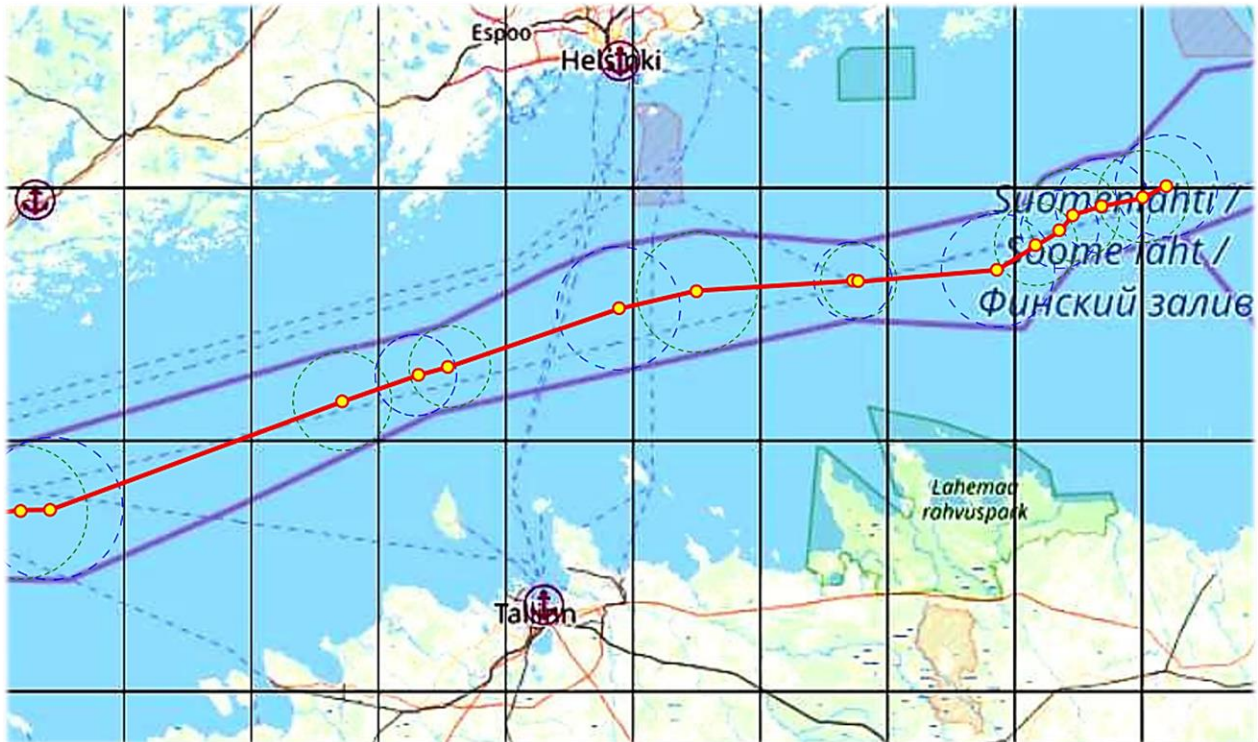 Espoo
Helsinki
Suomenlahti /
Soome laht /
Финский залив
Lahemaa
rahvuspark
Tallinn